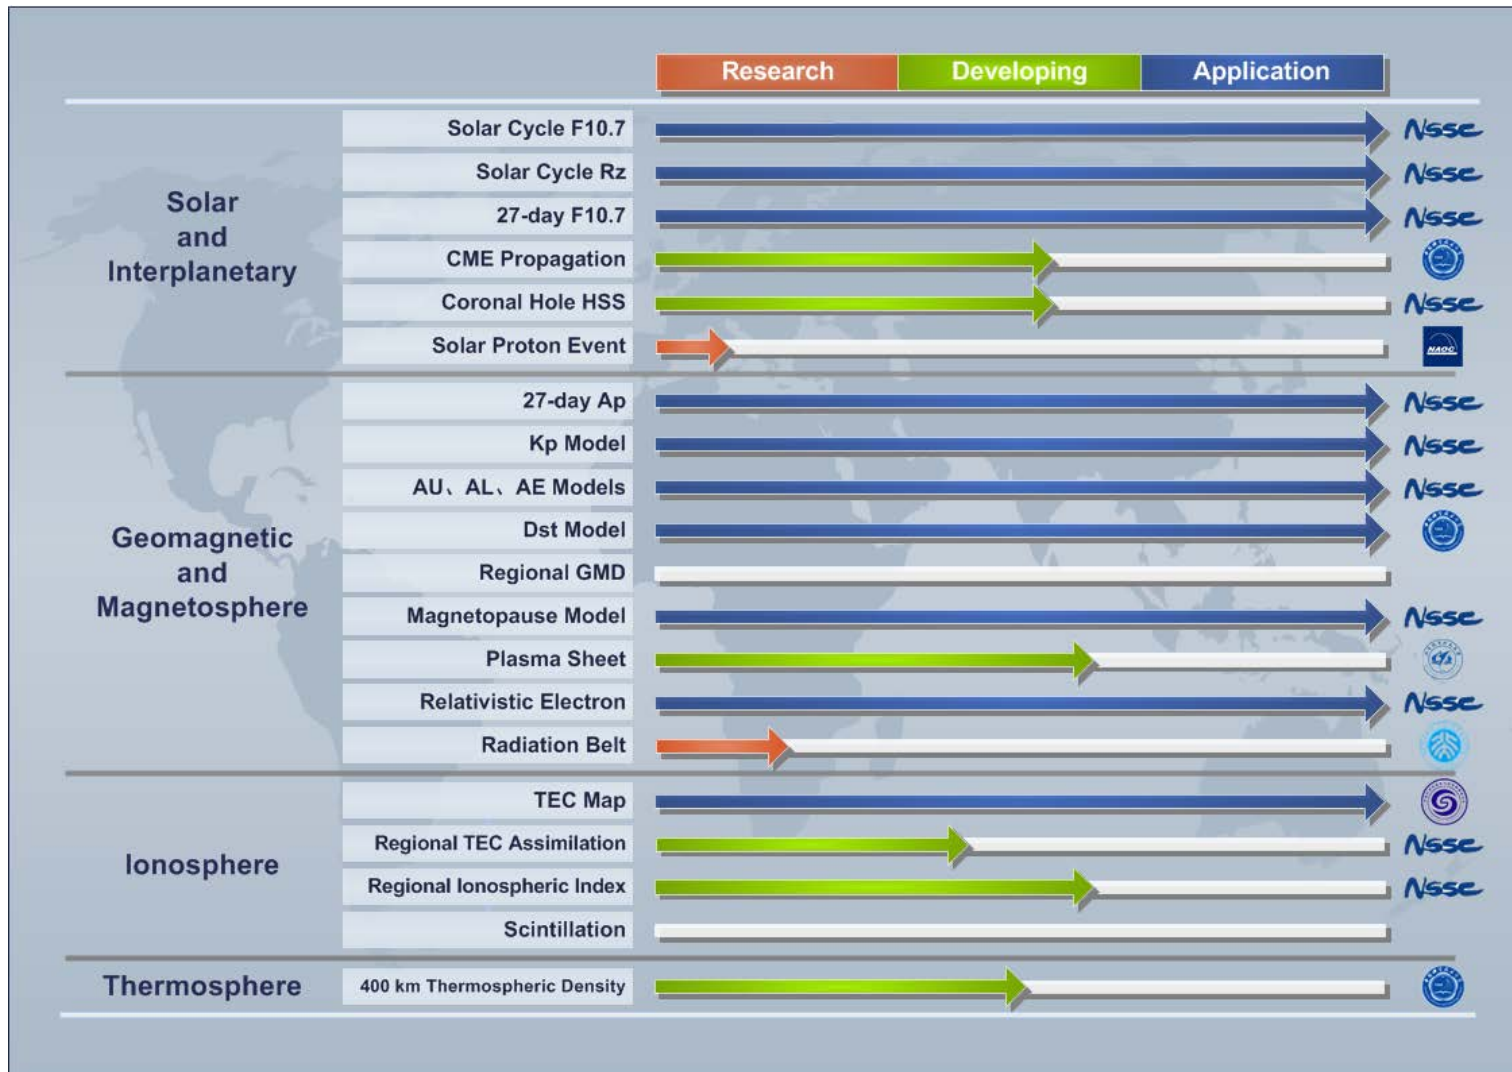 Research Developing Application
Solar
and
Interplanetary
Solar Cycle F10.7
Nssc
Solar Cycle Rz
Nssc
27-day F10.7
Nssc
CME Propagation
Coronal Hole HSS
Nssc
Solar Proton Event
NAOC
Geomagnetic
and
Magnetosphere
27-day Ap
Nssc
Kp Model
Nssc
AU、AL、AE Models
Nssc
Dst Model
Regional GMD
Magnetopause Model
Nssc
Plasma Sheet
Relativistic Electron
Nssc
Radiation Belt
Ionosphere
TEC Map
Regional TEC Assimilation
Nssc
Regional Ionospheric Index
Nssc
Scintillation
Thermosphere
400 km Thermospheric Density